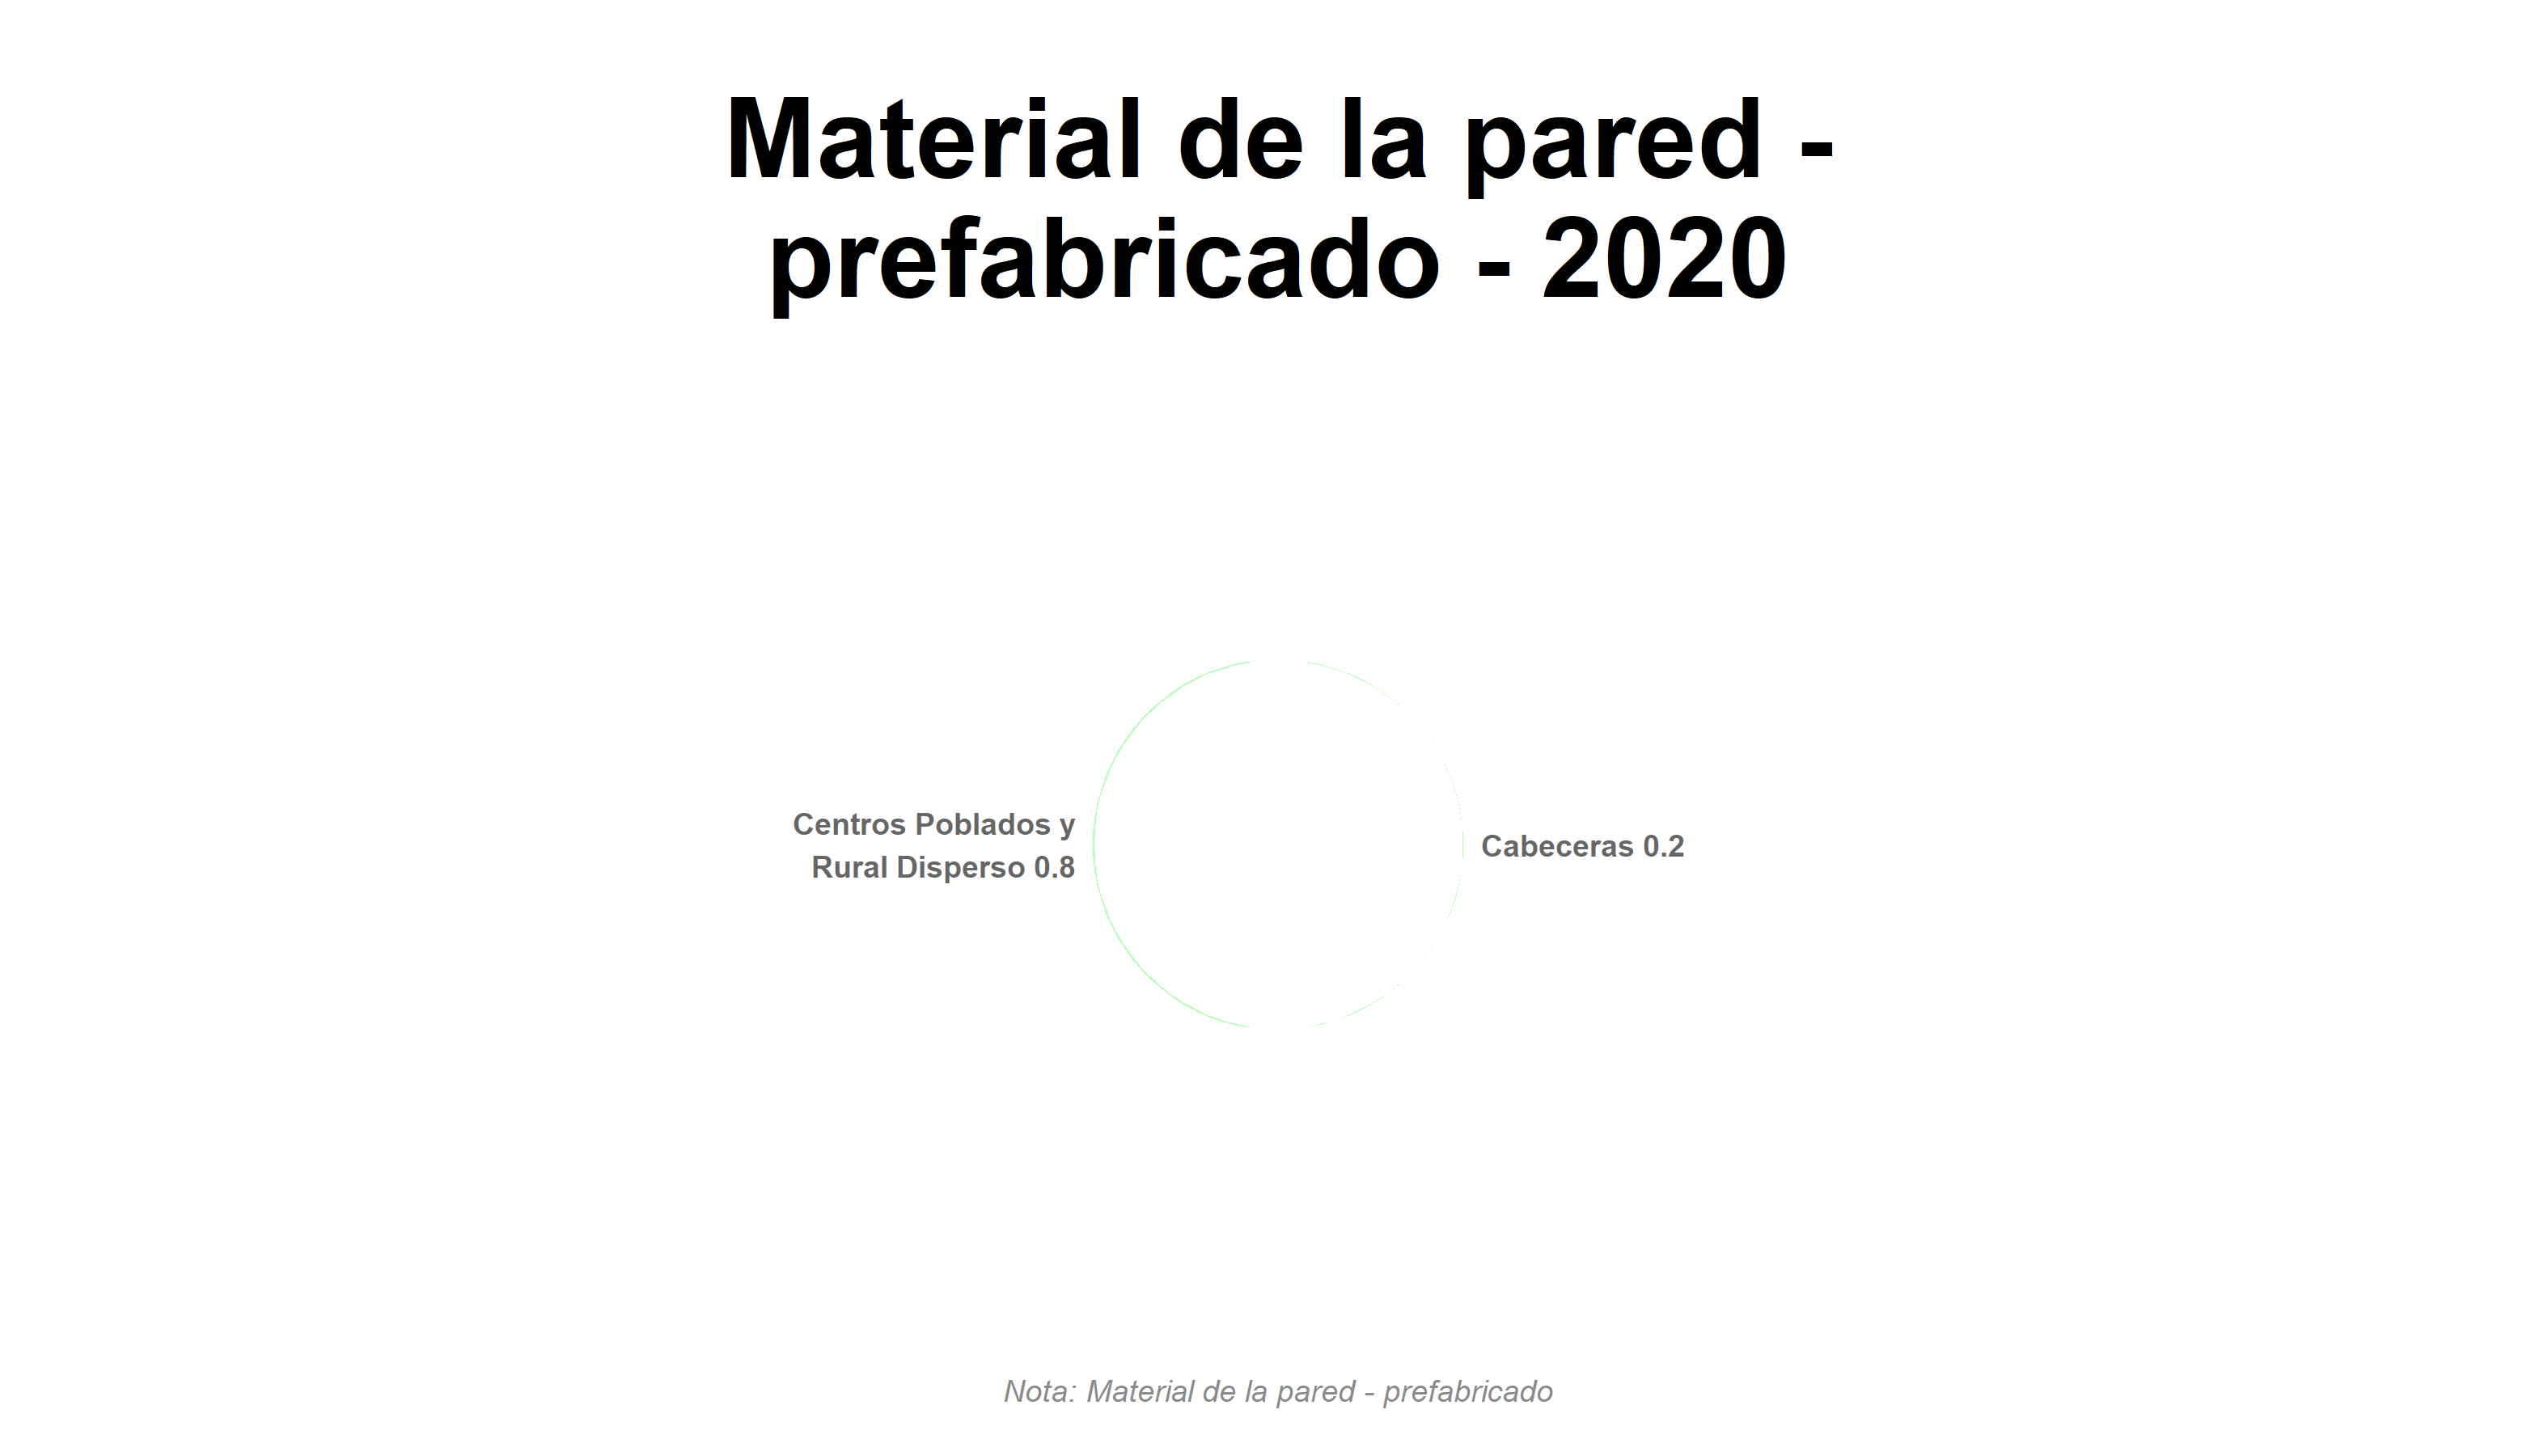 Material de la pared -
prefabricado - 2020
Centros Poblados y
Rural Disperso 0.8
Cabeceras 0.2
Nota: Material de la pared - prefabricado